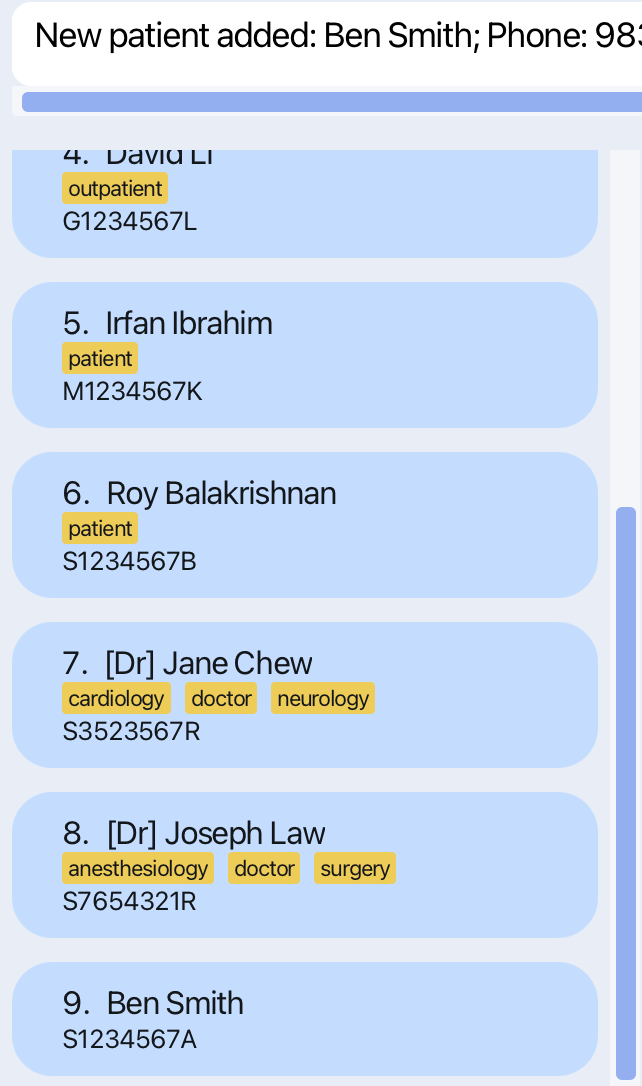 New patient added: Ben Smith; Phone: 983
4. David Li
outpatient
G1234567L
5. Irfan Ibrahim
patient
M1234567K
6. Roy Balakrishnan
patient
S1234567B
7. [Dr] Jane Chew
cardiology doctor neurology
S3523567R
8. [Dr] Joseph Law
anesthesiology doctor surgery
S7654321R
9. Ben Smith
S1234567A